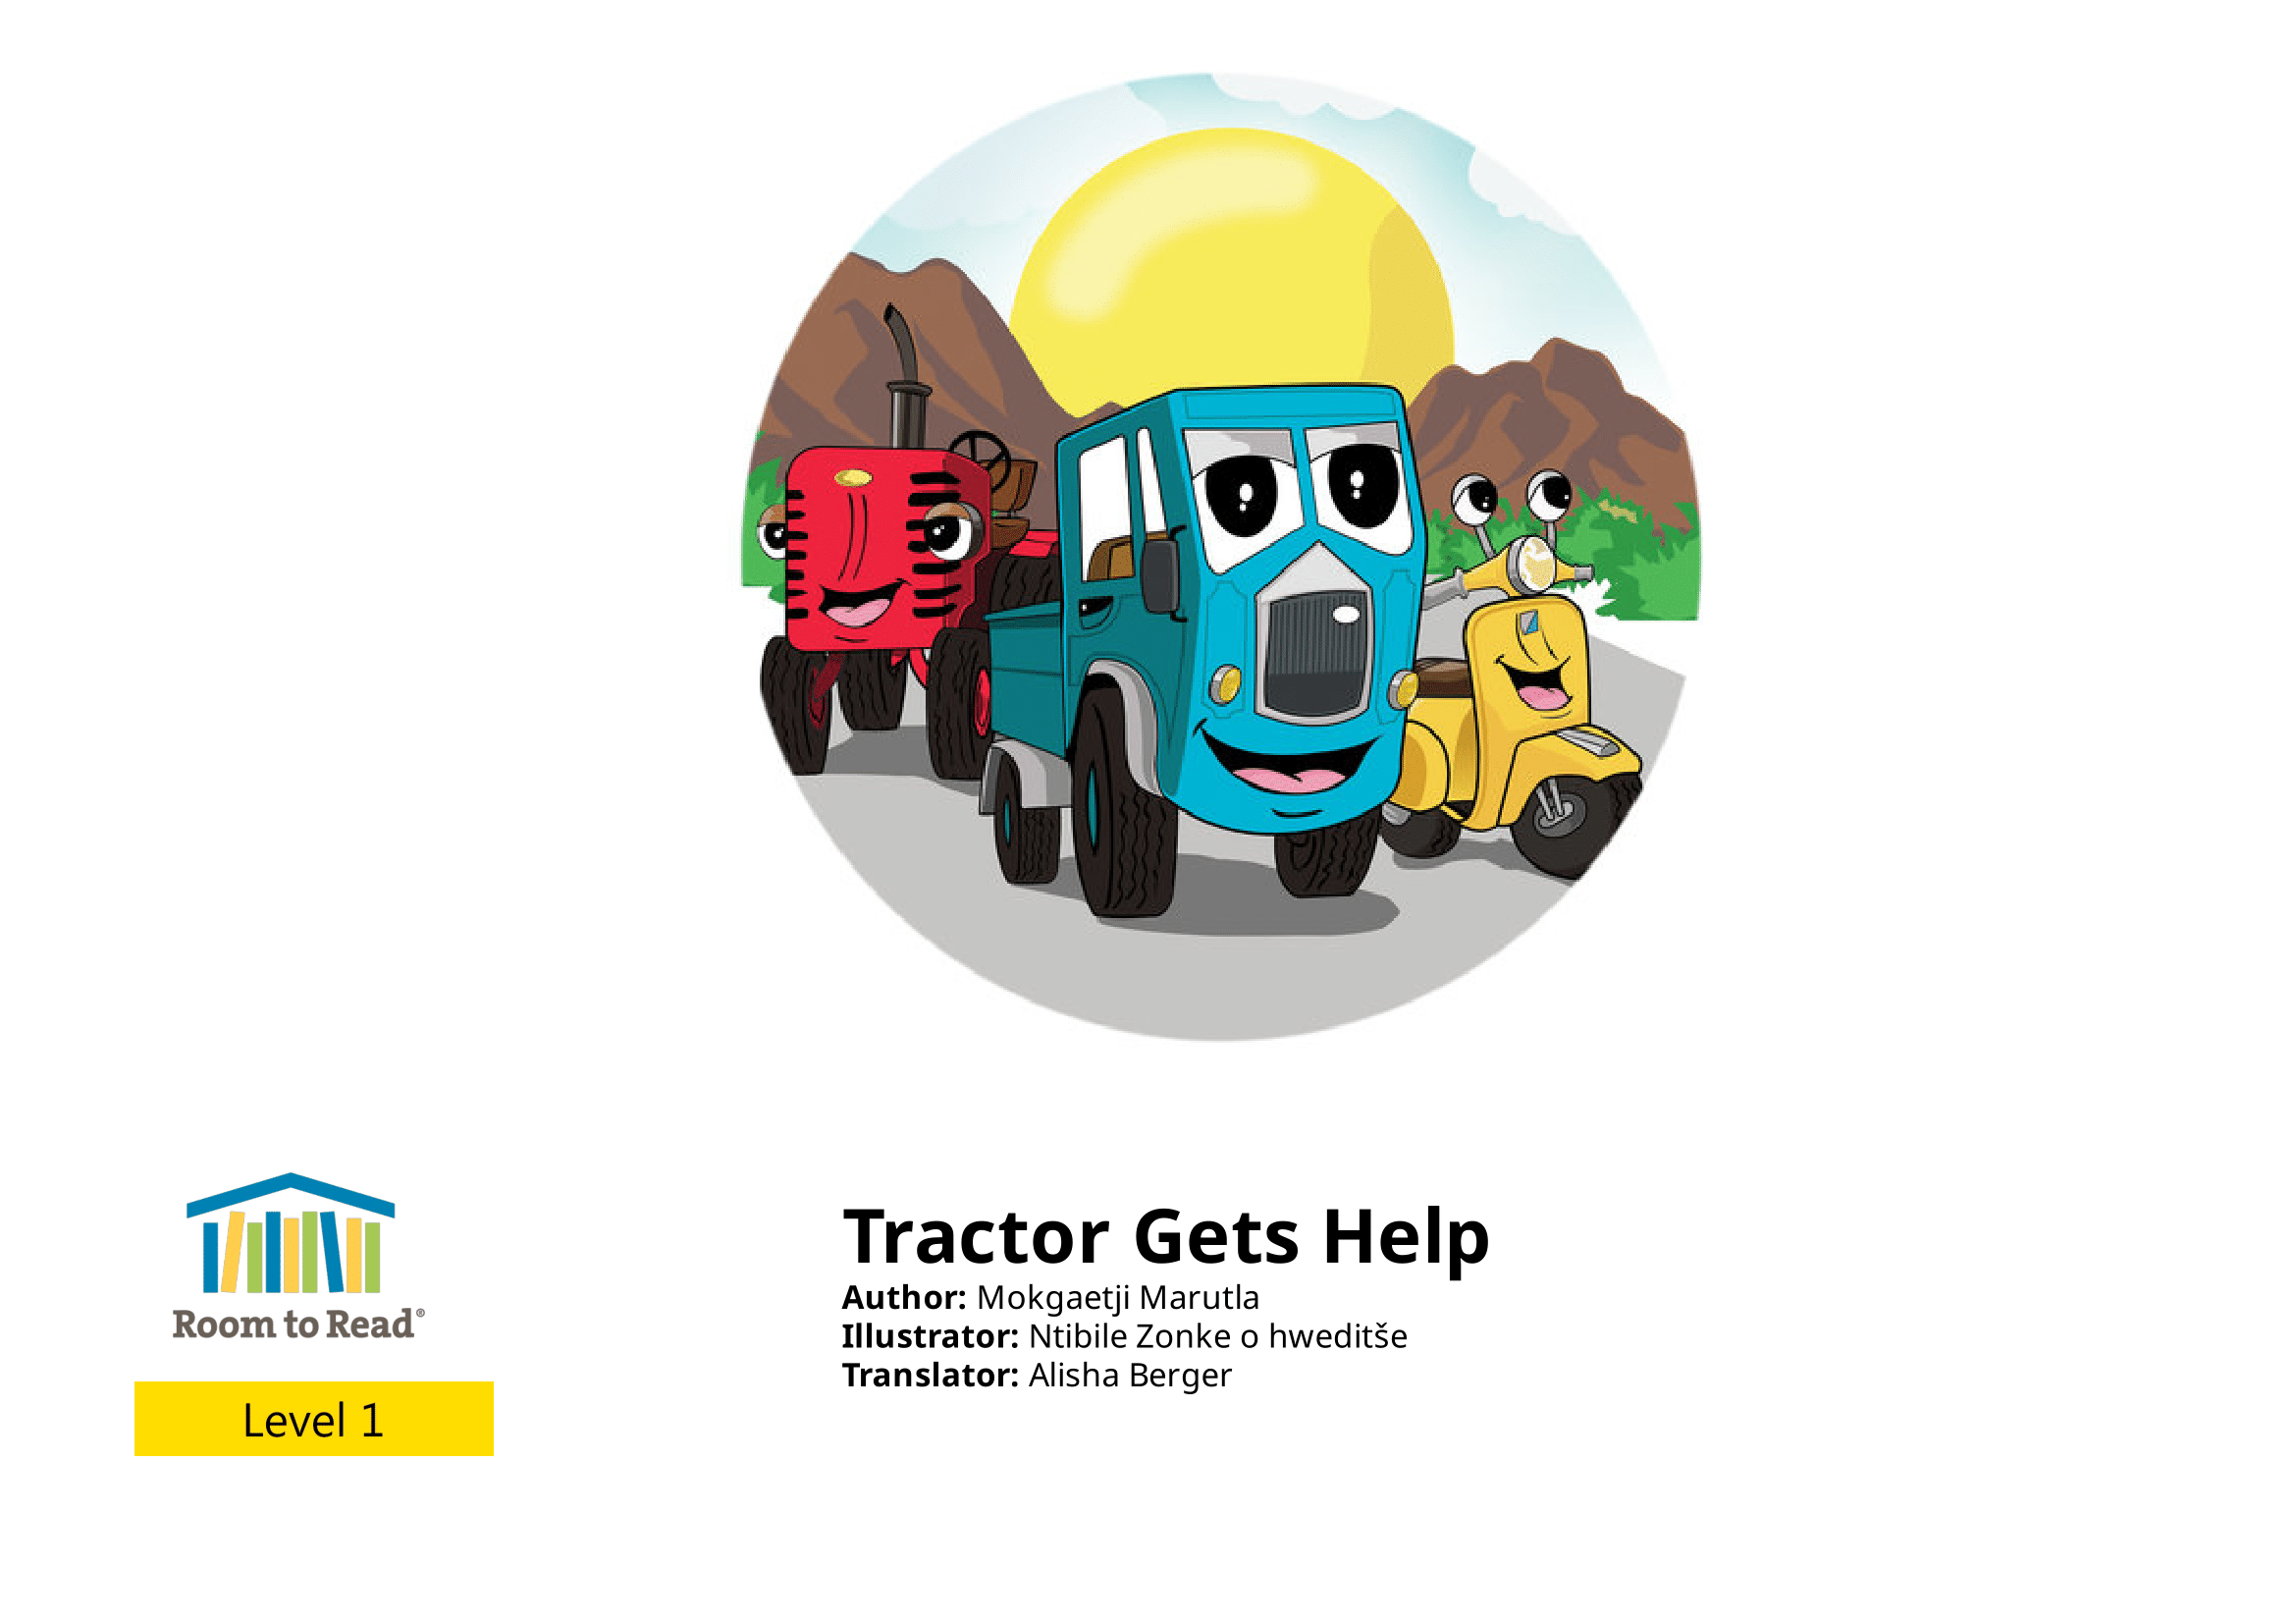 Tractor Gets Help
Author: Mokgaetji Marutla
Illustrator: Ntibile Zonke o hweditše
Translator: Alisha Berger
Room to Read®
Level 1